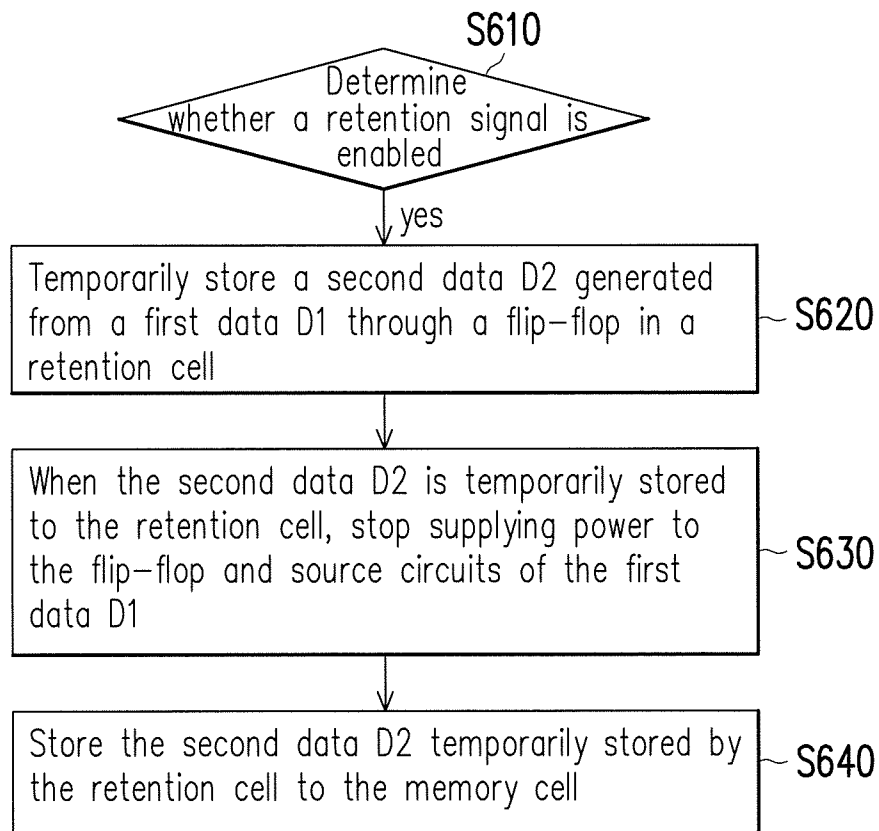 S610
Determine
whether a retention signal is
enabled
yes
Temporarily store a second data D2 generated
from a first data D1 through a flip-flop in a
retention cell
S620
When the second data D2 is temporarily stored
to the retention cell, stop supplying power to
the flip-flop and source circuits of the first
data D1
S630
Store the second data D2 temporarily stored by
the retention cell to the memory cell
S640